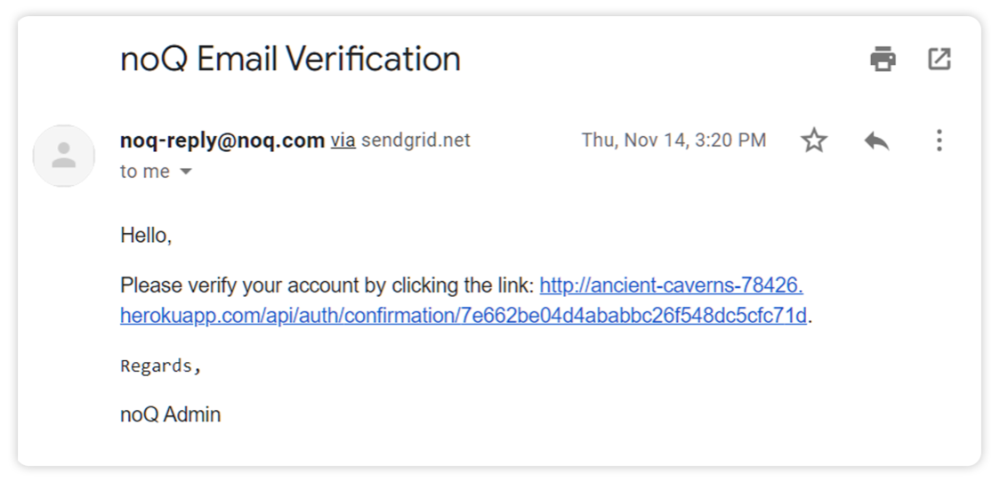 noQ Email Verification
noq-reply@noq.com via sendgrid.net Thu, Nov 14, 3:20 PM
to me
Hello,
Please verify your account by clicking the link: http://ancient-caverns-78426.
herokuapp.com/api/auth/confirmation/7e662be04d4ababbc26f548dc5cfc71d.
Regards,
noQ Admin